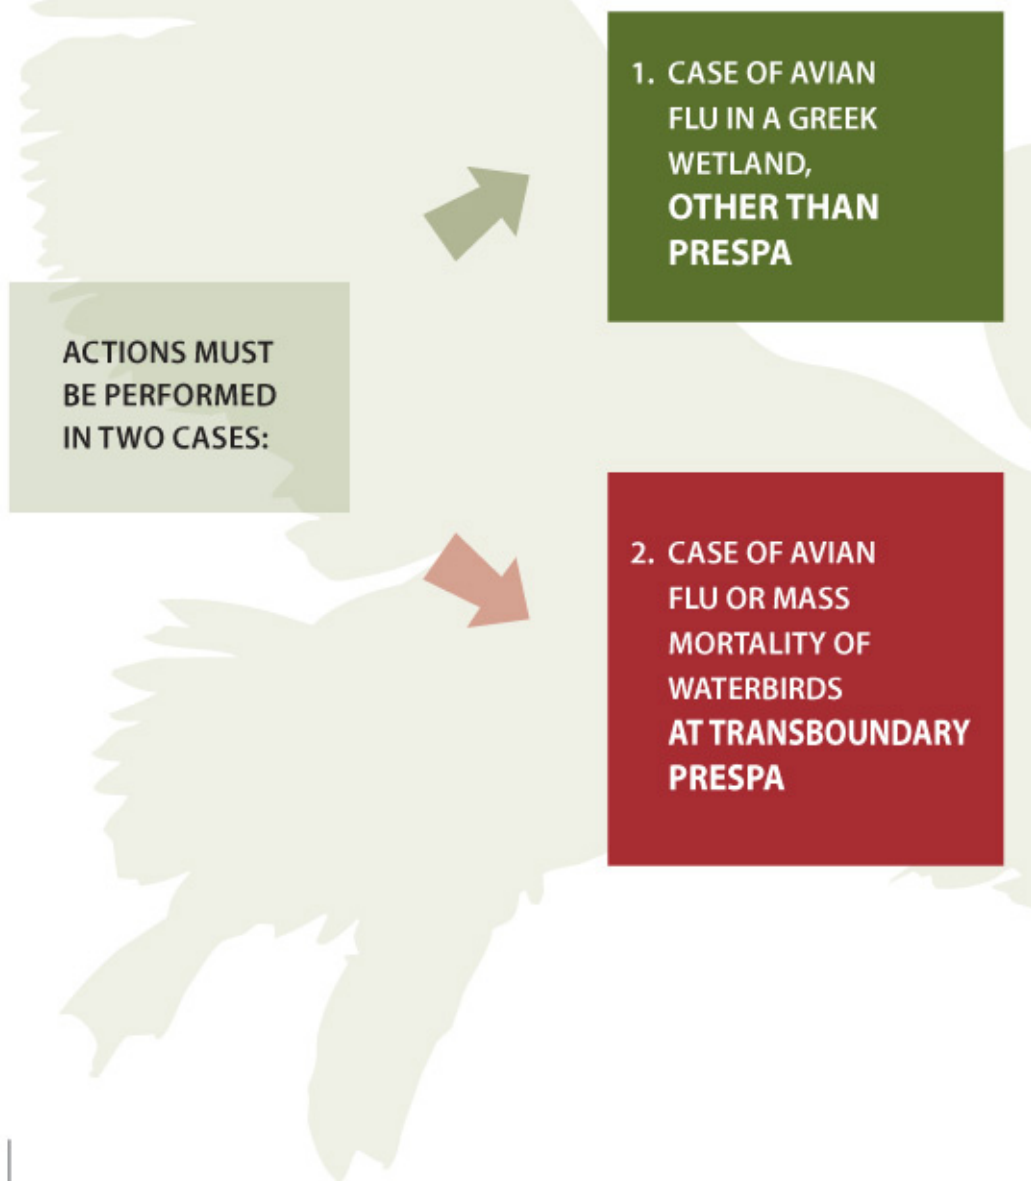 ACTIONS MUST
BE PERFORMED
IN TWO CASES:
1. CASE OF AVIAN
FLU IN A GREEK
WETLAND,
OTHER THAN
PRESPA
2. CASE OF AVIAN
FLU OR MASS
MORTALITY OF
WATERBIRDS
AT TRANSBOUNDARY
PRESPA